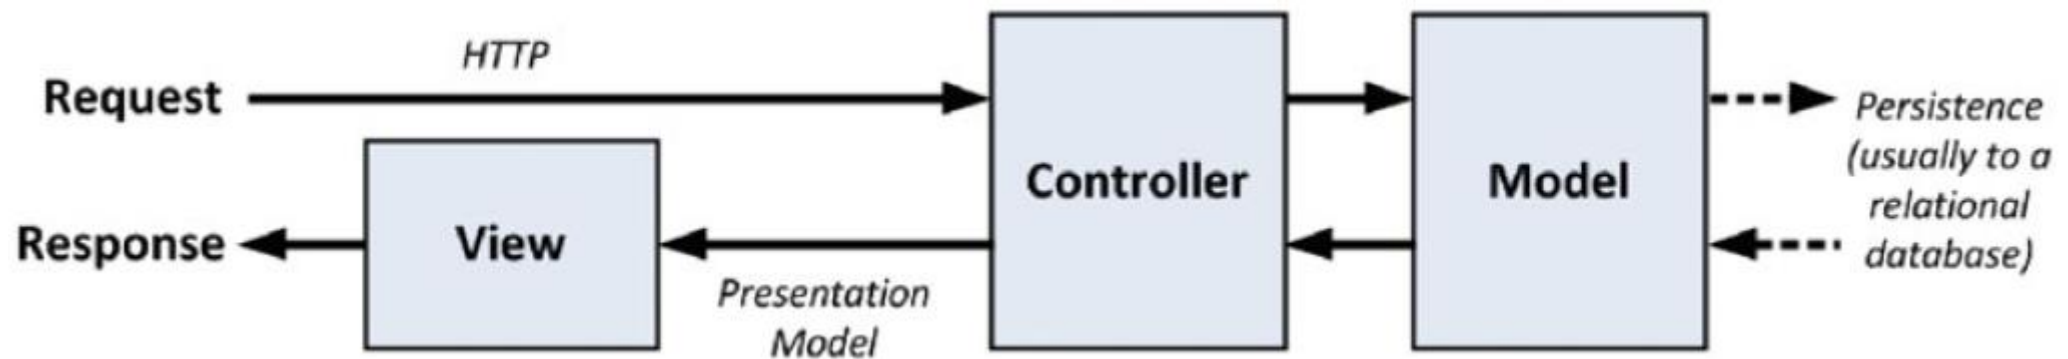 HTTP
Request
Controller
Model
Persistence
(usually to a
relational
database)
Response
View
Presentation
Model